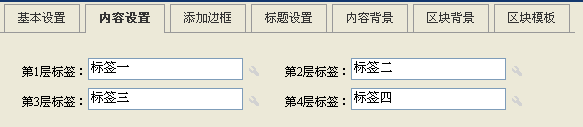 基本设置 内容设置 添加边框 标题设置 内容背景 区块背景 区块模板
第1层标签： 标签一 第2层标签： 标签二
第3层标签： 标签三 第4层标签： 标签四